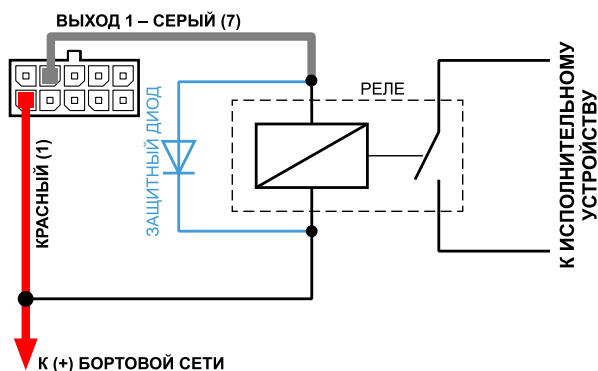 ВЫХОД 1 – СЕРЫЙ (7)
РЕЛЕ
ЗАЩИТНЫЙ ДИОД
КРАСНЫЙ (1)
К ИСПОЛНИТЕЛЬНОМУ
УСТРОЙСТВУ
К (+) БОРТОВОЙ СЕТИ